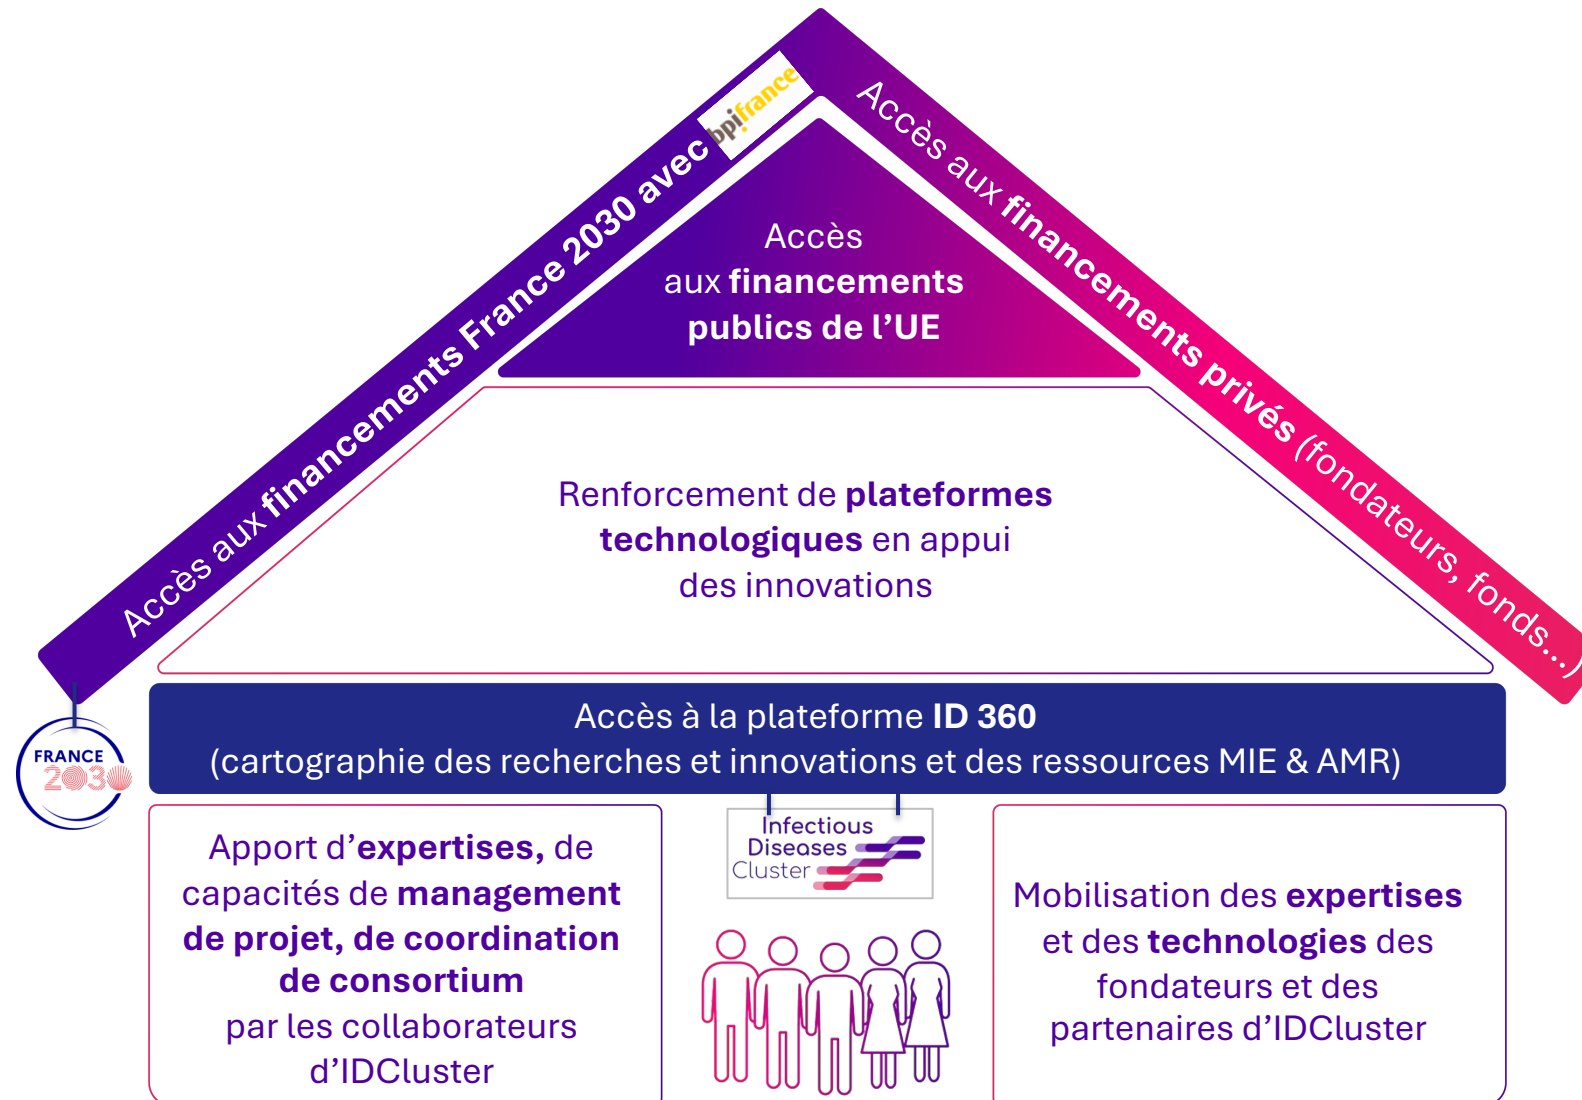 Accès aux financements France 2030 avec
bpifrance
Accès aux financements privés (fondateurs, fonds...)
Accès
aux financements
publics de l’UE
Renforcement de plateformes
technologiques en appui
des innovations
Accès à la plateforme ID 360
(cartographie des recherches et innovations et des ressources MIE & AMR)
FRANCE
2030
Apport d’expertises, de
capacités de management
de projet, de coordination
de consortium
par les collaborateurs
d’IDCluster
Infectious
Diseases
Cluster
Mobilisation des expertises
et des technologies des
fondateurs et des
partenaires d’IDCluster